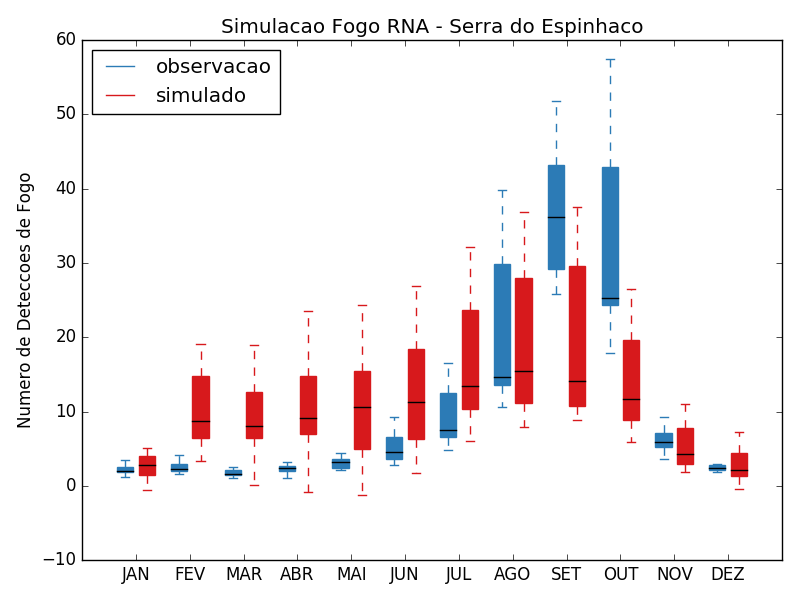 Simulacao Fogo RNA - Serra do Espinhaco
observacao
simulado
Numero de Deteccoes de Fogo
60
50
40
30
20
10
0
−10
JAN FEV MAR ABR MAI JUN JUL AGO SET OUT NOV DEZ